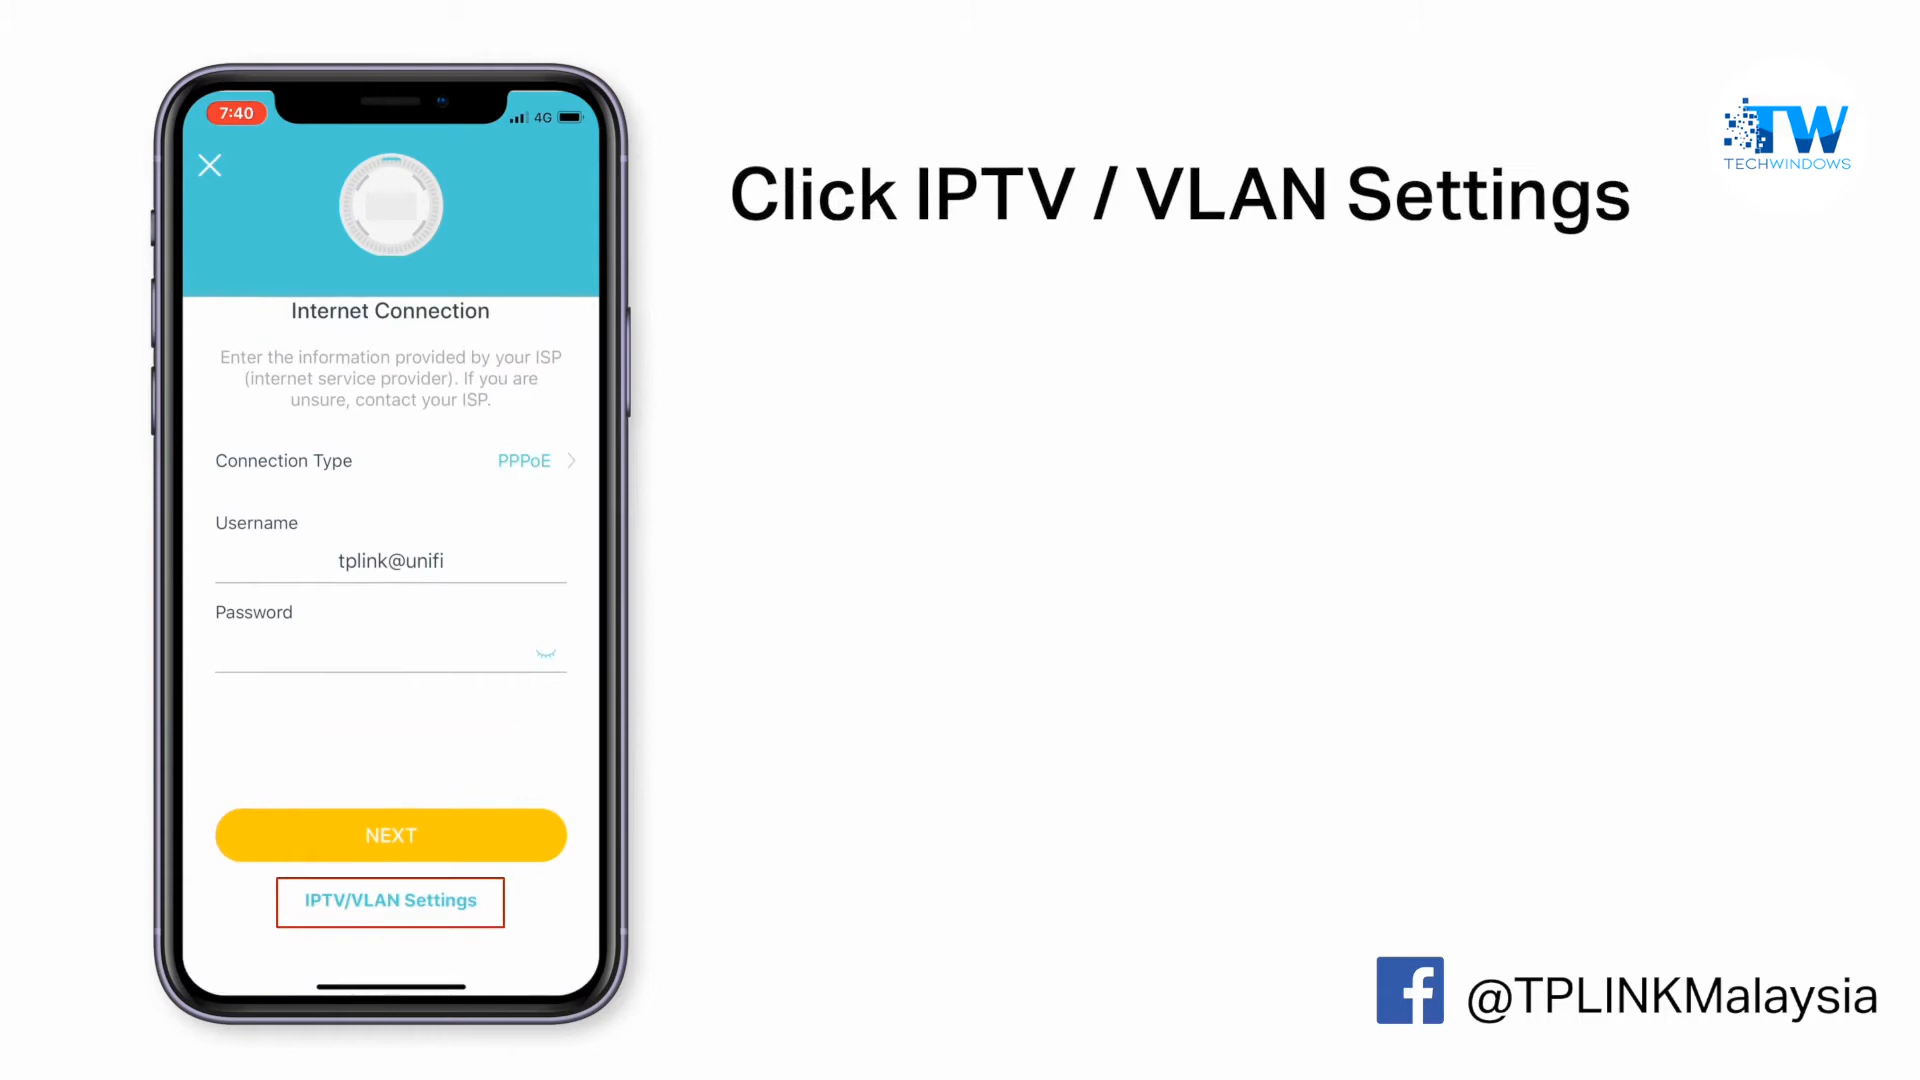 7:40
4G
Internet Connection
Enter the information provided by your ISP
(internet service provider). If you are
unsure, contact your ISP.
Connection Type PPPoE
Username
tplink@unifi
Password
NEXT
IPTV/VLAN Settings
Click IPTV / VLAN Settings
TW
TECHWINDOWS
f @TPLINKMalaysia